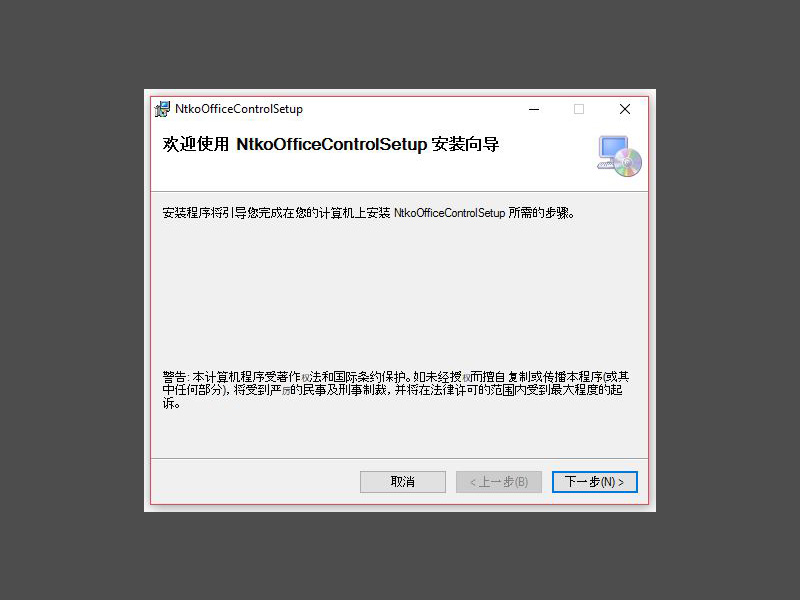 NtkoOfficeControlSetup
欢迎使用 NtkoOfficeControlSetup 安装向导
安装程序将引导您完成在您的计算机上安装 NtkoOfficeControlSetup 所需的步骤。
警告: 本计算机程序受著作权法和国际条约保护。如未经授权而擅自复制或传播本程序(或其
中任何部分)，将受到严厉的民事及刑事制裁，并将在法律许可的范围内受到最大程度的起
诉。
取消
< 上一步(B)
下一步(N) >